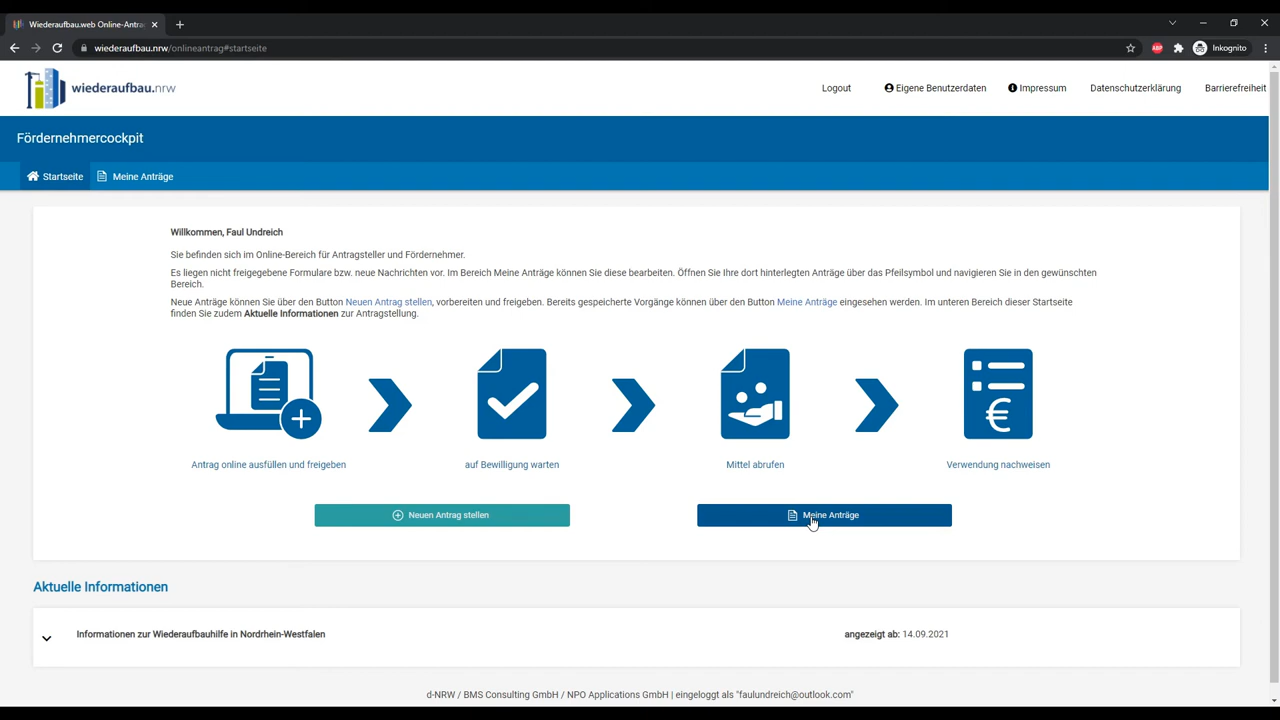 Wiederaufbau.web Online-Antra
wiederaufbau.nrw/onlineantrag#startseite
ABP
Inkognito
wiederaufbau.nrw
Logout
Eigene Benutzerdaten
Impressum
Datenschutzerklärung
Barrierefreiheit
Fördernehmercockpit
Startseite
Meine Anträge
Willkommen, Faul Undreich
Sie befinden sich im Online-Bereich für Antragsteller und Fördernehmer.
Es liegen nicht freigegebene Formulare bzw. neue Nachrichten vor. Im Bereich Meine Anträge können Sie diese bearbeiten. Öffnen Sie Ihre dort hinterlegten Anträge über das Pfeilsymbol und navigieren Sie in den gewünschten
Bereich.
Neue Anträge können Sie über den Button Neuen Antrag stellen, vorbereiten und freigeben. Bereits gespeicherte Vorgänge können über den Button Meine Anträge eingesehen werden. Im unteren Bereich dieser Startseite
finden Sie zudem Aktuelle Informationen zur Antragstellung.
€
Antrag online ausfüllen und freigeben
auf Bewilligung warten
Mittel abrufen
Verwendung nachweisen
Neuen Antrag stellen
Meine Anträge
Aktuelle Informationen
Informationen zur Wiederaufbauhilfe in Nordrhein-Westfalen
angezeigt ab: 14.09.2021
d-NRW / BMS Consulting GmbH / NPO Applications GmbH | eingeloggt als "faulundreich@outlook.com"